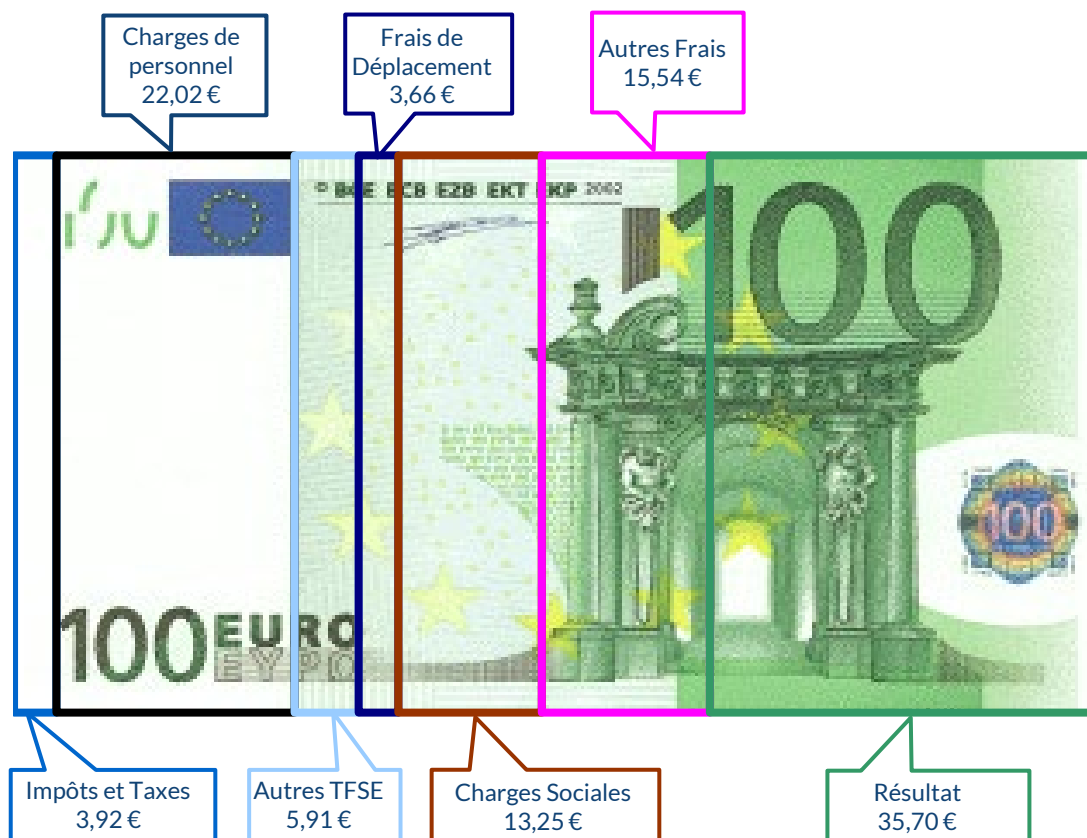 Charges de
personnel
22,02 €
Frais de
Déplacement
3,66 €
Autres Frais
15,54 €
BCE ECB EZB EKT EKP 2002
100
100
100 EURO
ΕΥΡΩ
Impôts et Taxes
3,92 €
Autres TFSE
5,91 €
Charges Sociales
13,25 €
Résultat
35,70 €